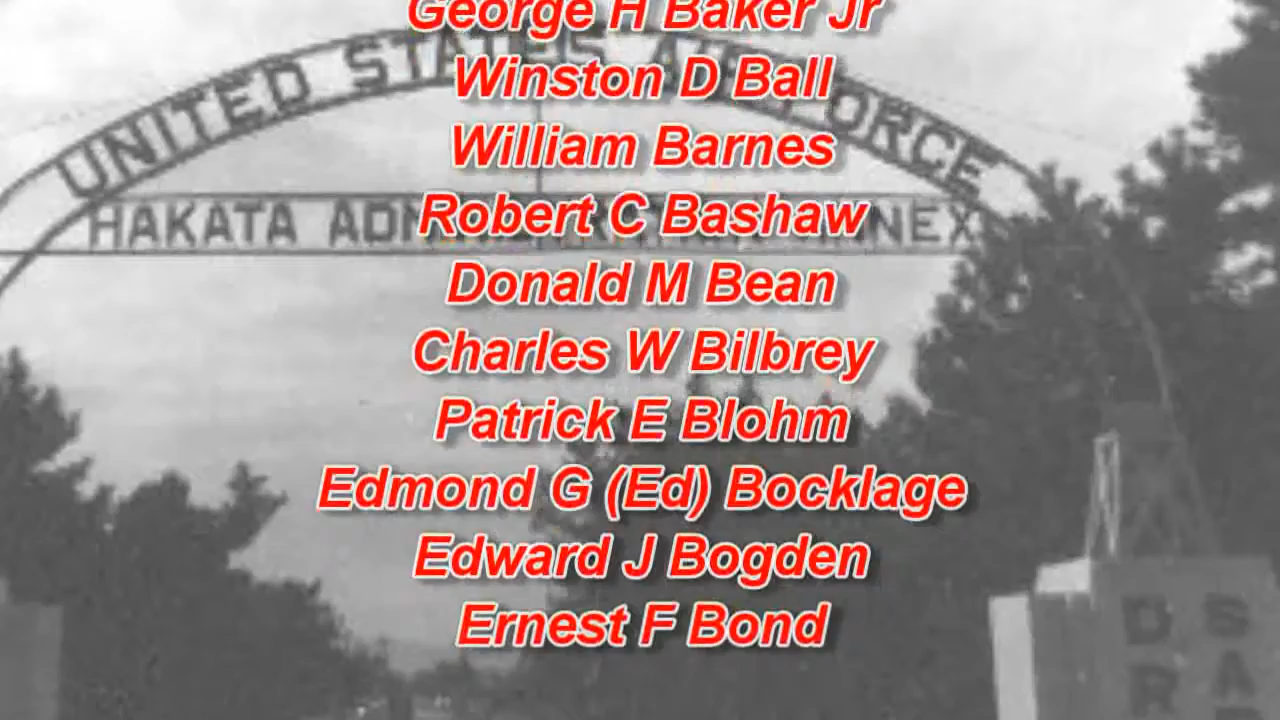 George H Baker Jr
Winston D Ball
William Barnes
Robert C Bashaw
Donald M Bean
Charles W Bilbrey
Patrick E Blohm
Edmond G (Ed) Bocklage
Edward J Bogden
Ernest F Bond
UNITED STATES AIR FORCE
HAKATA